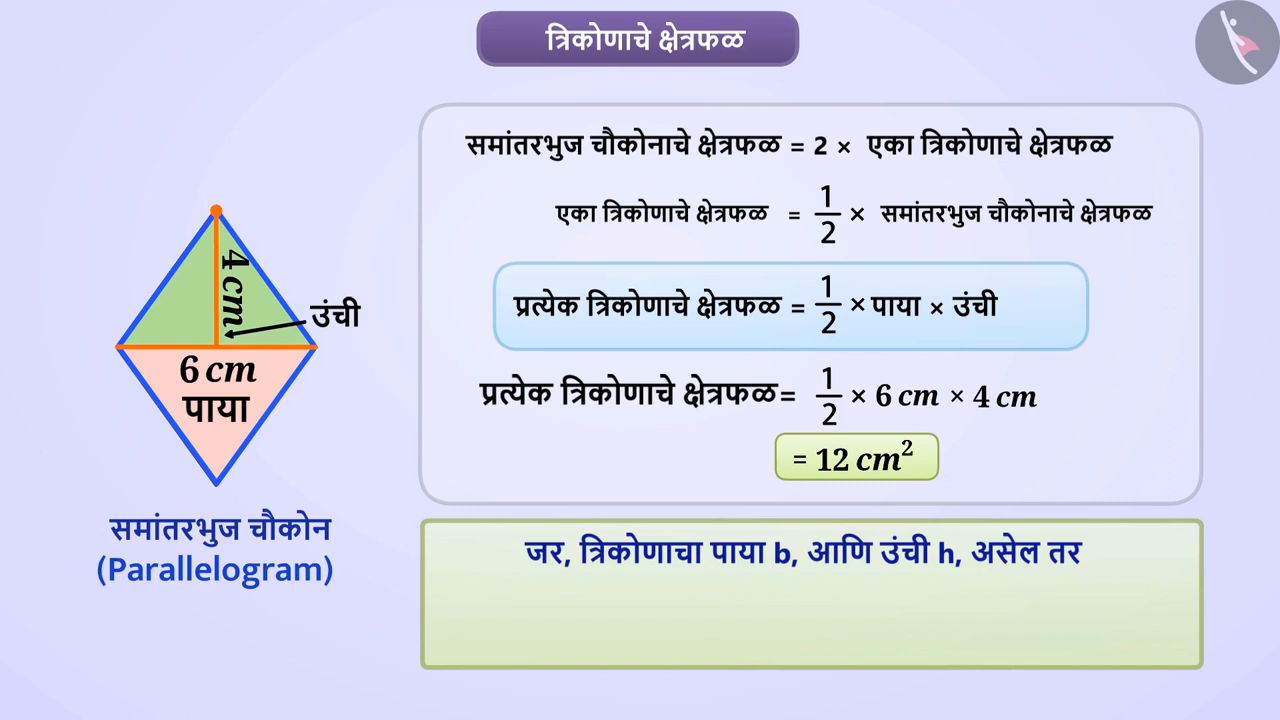 त्रिकोणाचे क्षेत्रफळ
समांतरभुज चौकोनाचे क्षेत्रफळ = 2 × एका त्रिकोणाचे क्षेत्रफळ
एका त्रिकोणाचे क्षेत्रफळ = 1/2 × समांतरभुज चौकोनाचे क्षेत्रफळ
प्रत्येक त्रिकोणाचे क्षेत्रफळ = 1/2 × पाया × उंची
प्रत्येक त्रिकोणाचे क्षेत्रफळ= 1/2 × 6 cm × 4 cm
= 12 cm²
4 cm
उंची
6 cm
पाया
समांतरभुज चौकोन
(Parallelogram)
जर, त्रिकोणाचा पाया b, आणि उंची h, असेल तर